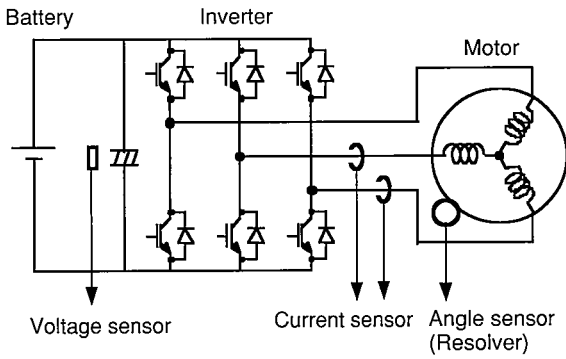 Battery
Inverter
Motor
Voltage sensor
Current sensor
Angle sensor
(Resolver)